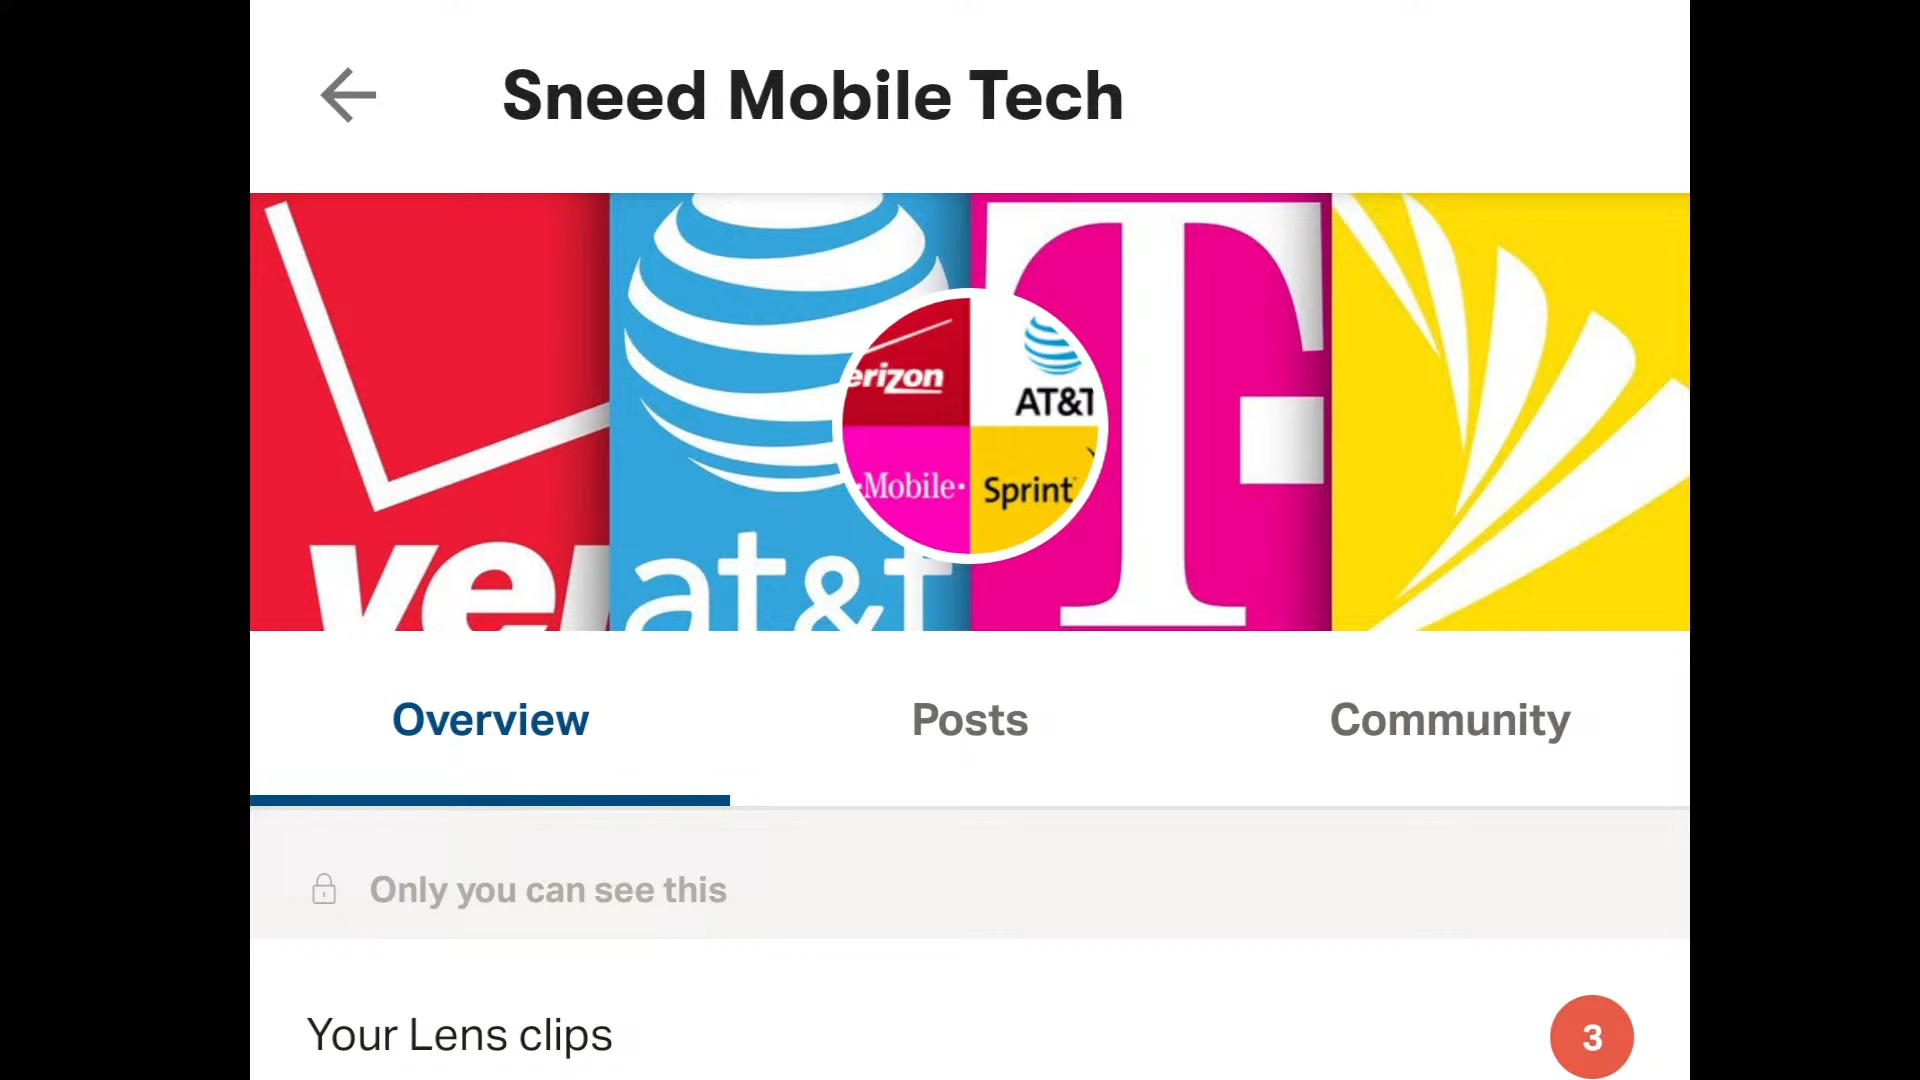 Sneed Mobile Tech
ver
at&t
T
erizon
AT&T
·Mobile·
Sprint
Overview
Posts
Community
Only you can see this
Your Lens clips
3